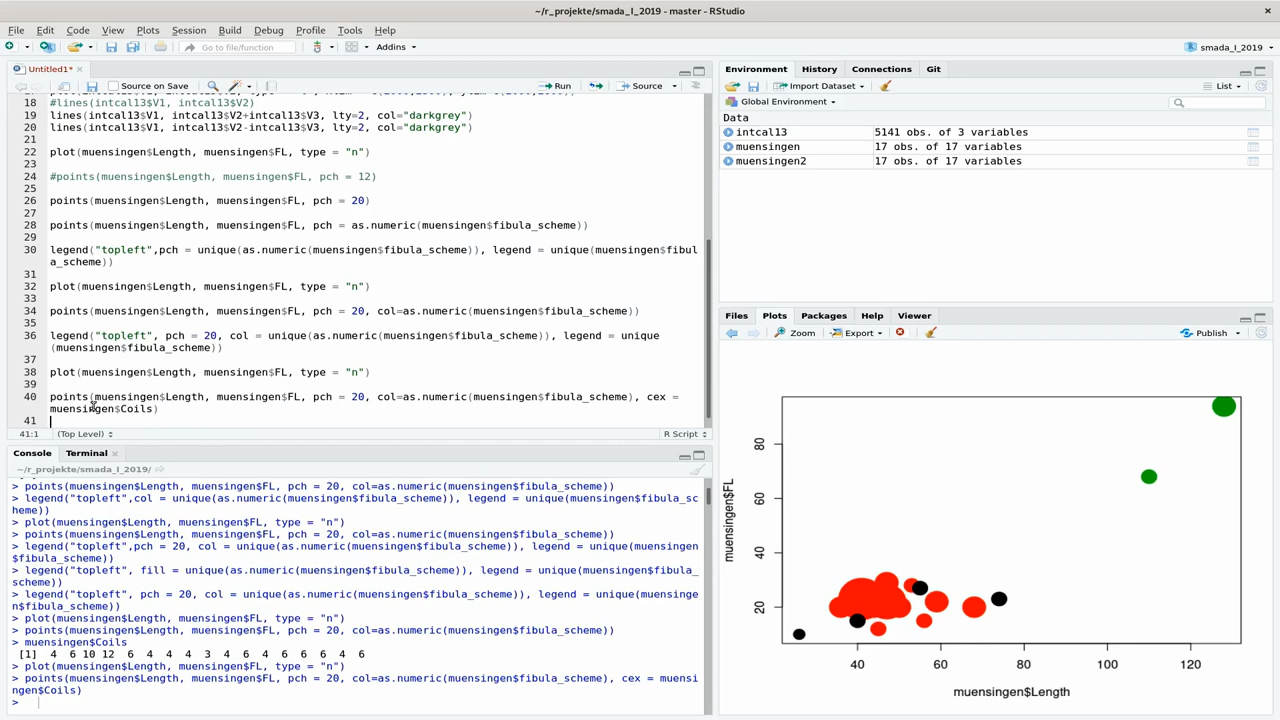 ~/r_projekte/smada_I_2019 - master - RStudio
File Edit Code View Plots Session Build Debug Profile Tools Help
Go to file/function Addins smada_I_2019
Untitled1*
Source on Save Run Source
18 #lines(intcal13$V1, intcal13$V2)
19 lines(intcal13$V1, intcal13$V2+intcal13$V3, lty=2, col="darkgrey")
20 lines(intcal13$V1, intcal13$V2-intcal13$V3, lty=2, col="darkgrey")
21
22 plot(muensingen$Length, muensingen$FL, type = "n")
23
24 #points(muensingen$Length, muensingen$FL, pch = 12)
25
26 points(muensingen$Length, muensingen$FL, pch = 20)
27
28 points(muensingen$Length, muensingen$FL, pch = as.numeric(muensingen$fibula_scheme))
29
30 legend("topleft",pch = unique(as.numeric(muensingen$fibula_scheme)), legend = unique(muensingen$fibul
a_scheme))
31
32 plot(muensingen$Length, muensingen$FL, type = "n")
33
34 points(muensingen$Length, muensingen$FL, pch = 20, col=as.numeric(muensingen$fibula_scheme))
35
36 legend("topleft", pch = 20, col = unique(as.numeric(muensingen$fibula_scheme)), legend = unique
(muensingen$fibula_scheme))
37
38 plot(muensingen$Length, muensingen$FL, type = "n")
39
40 points(muensingen$Length, muensingen$FL, pch = 20, col=as.numeric(muensingen$fibula_scheme), cex =
muensingen$Coils)
41
41:1 (Top Level) R Script
Console Terminal
~/r_projekte/smada_I_2019/
> points(muensingen$Length, muensingen$FL, pch = 20, col=as.numeric(muensingen$fibula_scheme))
> legend("topleft",col = unique(as.numeric(muensingen$fibula_scheme)), legend = unique(muensingen$fibula_sc
heme))
> plot(muensingen$Length, muensingen$FL, type = "n")
> points(muensingen$Length, muensingen$FL, pch = 20, col=as.numeric(muensingen$fibula_scheme))
> legend("topleft",pch = 20, col = unique(as.numeric(muensingen$fibula_scheme)), legend = unique(muensingen
$fibula_scheme))
> legend("topleft", fill = unique(as.numeric(muensingen$fibula_scheme)), legend = unique(muensingen$fibula_
scheme))
> legend("topleft", pch = 20, col = unique(as.numeric(muensingen$fibula_scheme)), legend = unique(muensinge
n$fibula_scheme))
> plot(muensingen$Length, muensingen$FL, type = "n")
> points(muensingen$Length, muensingen$FL, pch = 20, col=as.numeric(muensingen$fibula_scheme))
> muensingen$Coils
[1] 4 6 10 12 6 4 4 4 3 4 6 4 6 6 6 4 6
> plot(muensingen$Length, muensingen$FL, type = "n")
> points(muensingen$Length, muensingen$FL, pch = 20, col=as.numeric(muensingen$fibula_scheme), cex = muensi
ngen$Coils)
>
Environment History Connections Git
Import Dataset List
Global Environment
Data
intcal13 5141 obs. of 3 variables
muensingen 17 obs. of 17 variables
muensingen2 17 obs. of 17 variables
Files Plots Packages Help Viewer
Zoom Export Publish
80
60
40
20
muensingen$FL
40 60 80 100 120
muensingen$Length